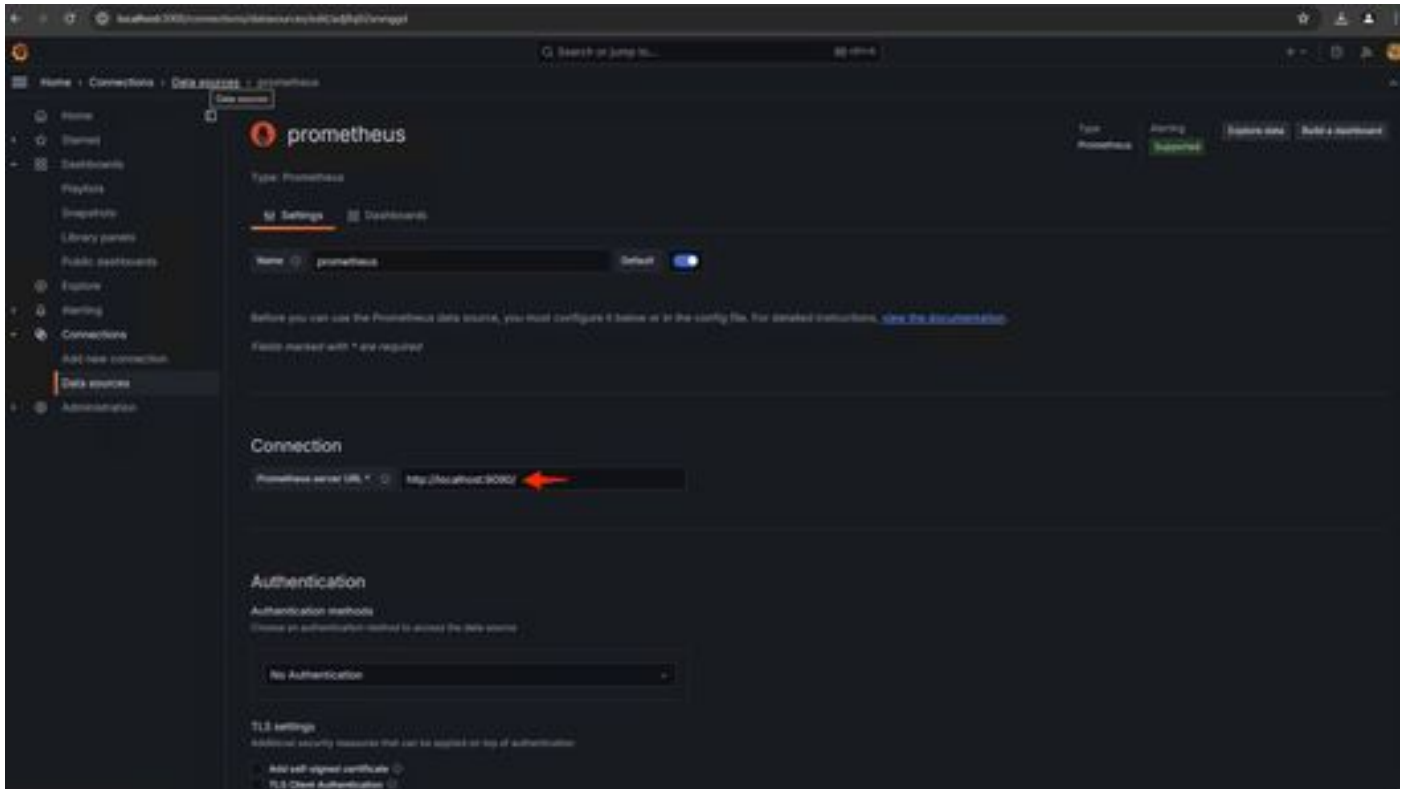 Search or jump to...
Home › Connections › Data sources › prometheus
Data sources
Home
Starred
Dashboards
Playlists
Snapshots
Library panels
Public dashboards
Explore
Alerting
Connections
Add new connection
Data sources
Administration
prometheus
Type
Prometheus
Alerting
Supported
Explore data
Build a dashboard
Type: Prometheus
Settings
Dashboards
Name
prometheus
Default
Before you can use the Prometheus data source, you must configure it below or in the config file. For detailed instructions, view the documentation.
Fields marked with * are required
Connection
Prometheus server URL *
http://localhost:9090/
Authentication
Authentication methods
Choose an authentication method to access the data source
No Authentication
TLS settings
Additional security measures that can be applied on top of authentication
Add self-signed certificate
TLS Client Authentication